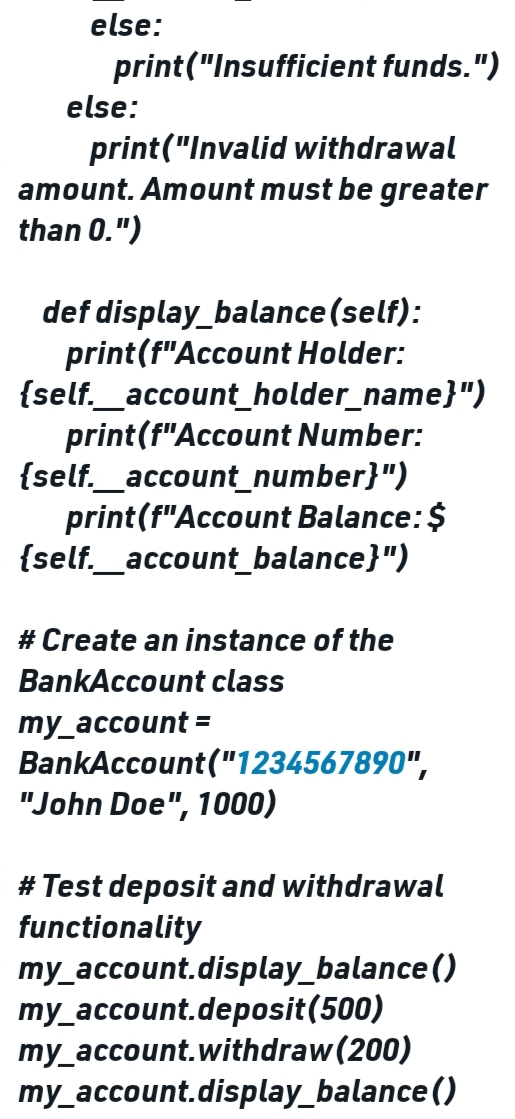 else:
print("Insufficient funds.")
else:
print("Invalid withdrawal
amount. Amount must be greater
than 0.")
def display_balance(self):
print(f"Account Holder:
{self.__account_holder_name}")
print(f"Account Number:
{self.__account_number}")
print(f"Account Balance: $
{self.__account_balance}")
# Create an instance of the
BankAccount class
my_account =
BankAccount("1234567890",
"John Doe", 1000)
# Test deposit and withdrawal
functionality
my_account.display_balance()
my_account.deposit(500)
my_account.withdraw(200)
my_account.display_balance()